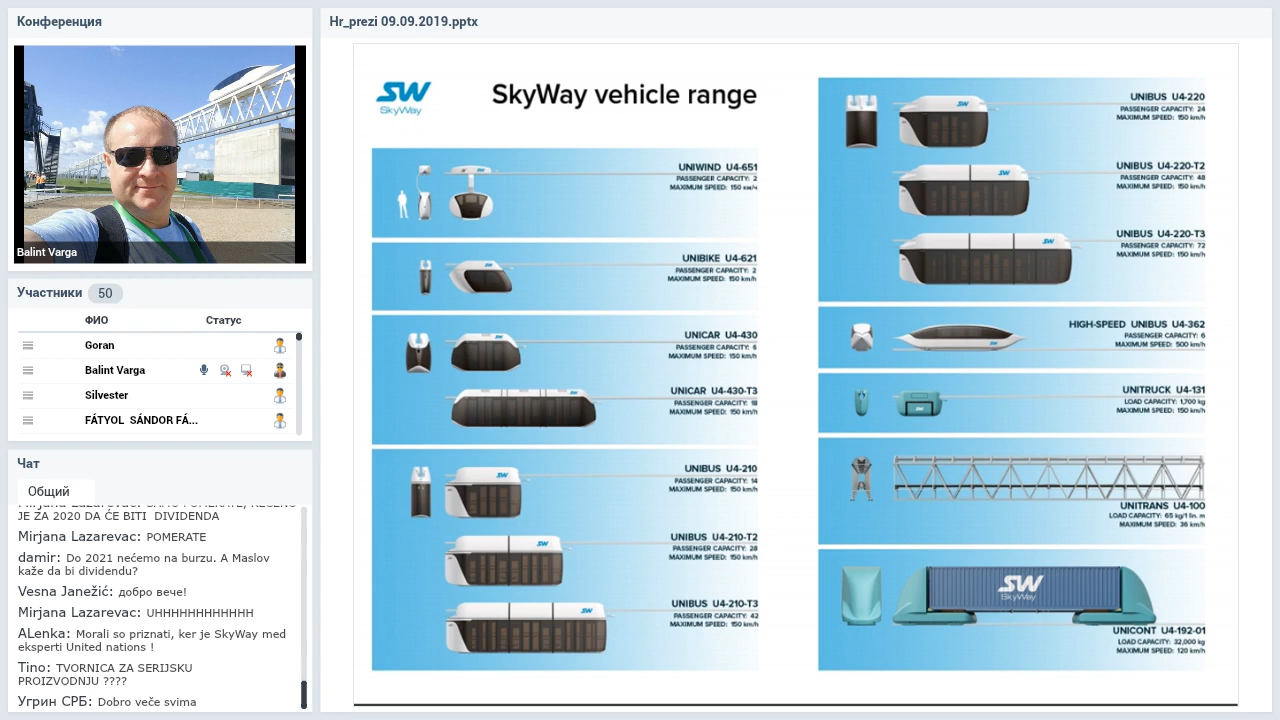 Конференция
Balint Varga
Участники 50
ФИО Статус
Goran
Balint Varga
Silvester
FÁTYOL SÁNDOR FÁ...
Чат
Общий
JE ZA 2020 DA ĆE BITI DIVIDENDA
Mirjana Lazarevac: POMERATE
deni: Do 2021 nećemo na burzu. A Maslov
kaže da bi dividendu?
Vesna Janežić: добро вече!
Mirjana Lazarevac: UHHHHHHHHHHHH
ALenka: Morali so priznati, ker je SkyWay med
eksperti United nations !
Tino: TVORNICA ZA SERIJSKU
PROIZVODNJU ????
Угрин СРБ: Dobro veče svima
Hr_prezi 09.09.2019.pptx
SW
SkyWay
SkyWay vehicle range
UNIWIND U4-651
PASSENGER CAPACITY: 2
MAXIMUM SPEED: 150 км/ч
UNIBIKE U4-621
PASSENGER CAPACITY: 2
MAXIMUM SPEED: 150 km/h
UNICAR U4-430
PASSENGER CAPACITY: 6
MAXIMUM SPEED: 150 km/h
UNICAR U4-430-T3
PASSENGER CAPACITY: 18
MAXIMUM SPEED: 150 km/h
UNIBUS U4-210
PASSENGER CAPACITY: 14
MAXIMUM SPEED: 150 km/h
UNIBUS U4-210-T2
PASSENGER CAPACITY: 28
MAXIMUM SPEED: 150 km/h
UNIBUS U4-210-T3
PASSENGER CAPACITY: 42
MAXIMUM SPEED: 150 km/h
UNIBUS U4-220
PASSENGER CAPACITY: 24
MAXIMUM SPEED: 150 km/h
UNIBUS U4-220-T2
PASSENGER CAPACITY: 48
MAXIMUM SPEED: 150 km/h
UNIBUS U4-220-T3
PASSENGER CAPACITY: 72
MAXIMUM SPEED: 150 km/h
HIGH-SPEED UNIBUS U4-362
PASSENGER CAPACITY: 6
MAXIMUM SPEED: 500 km/h
UNITRUCK U4-131
LOAD CAPACITY: 1,700 kg
MAXIMUM SPEED: 150 km/h
UNITRANS U4-100
LOAD CAPACITY: 65 kg/1 lin. m
MAXIMUM SPEED: 36 km/h
SW
SkyWay
UNICONT U4-192-01
LOAD CAPACITY: 32,000 kg
MAXIMUM SPEED: 120 km/h